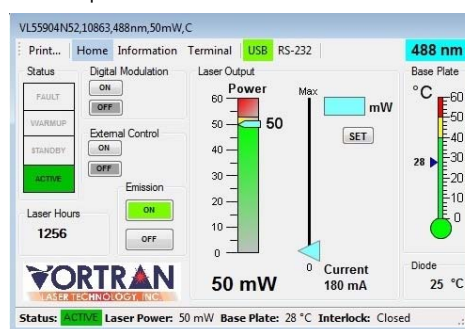 VL55904N52,10863,488nm,50mW,C
Print... Home Information Terminal USB RS-232 488 nm
Status
FAULT
WARMUP
STANDBY
ACTIVE
Digital Modulation
ON
OFF
External Control
ON
OFF
Emission
ON
OFF
Laser Hours
1256
VORTRAN
LASER TECHNOLOGY, INC.
Laser Output
Power
60
50
40
30
20
10
0
50
50 mW
Max
mW
SET
0
Current
180 mA
Base Plate
°C
60
50
40
30
20
0
28
Diode
25 °C
Status: ACTIVE Laser Power: 50 mW Base Plate: 28 °C Interlock: Closed